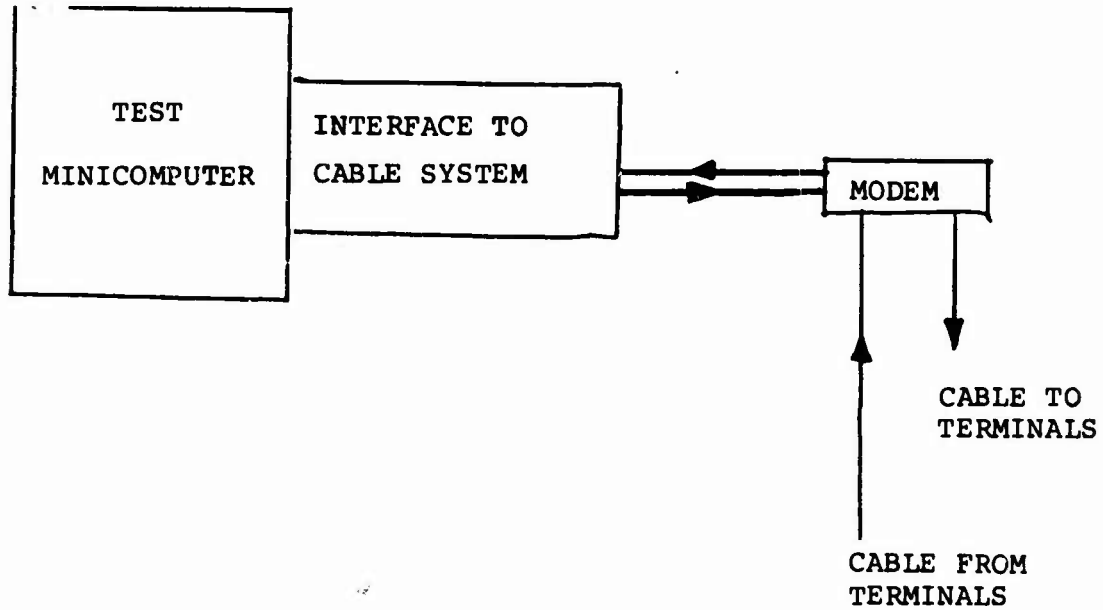 TEST
MINICOMPUTER
INTERFACE TO
CABLE SYSTEM
MODEM
CABLE TO
TERMINALS
CABLE FROM
TERMINALS